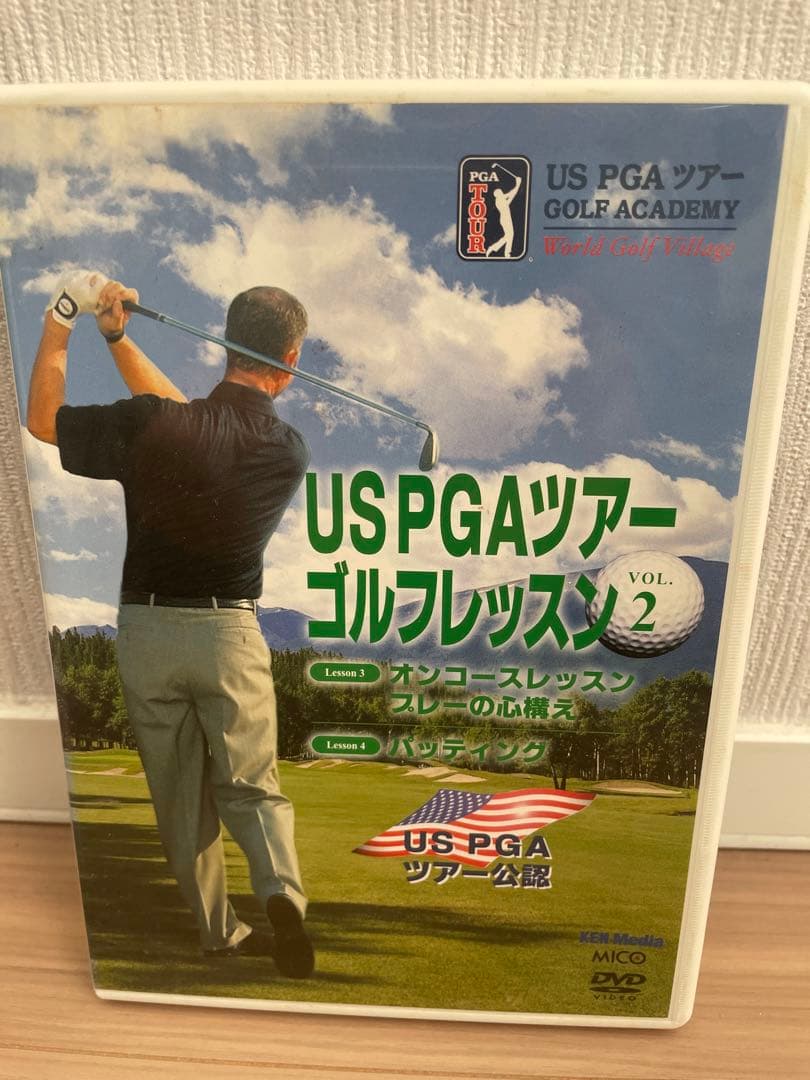 PGA
TOUR
US PGA ツアー
GOLF ACADEMY
World Golf Village
US PGAツアー
ゴルフレッスン
VOL.
2
Lesson 3 オンコースレッスン
プレーの心構え
Lesson 4 パッティング
US PGA
ツアー公認
KEN Media
MICO
DVD
VIDEO